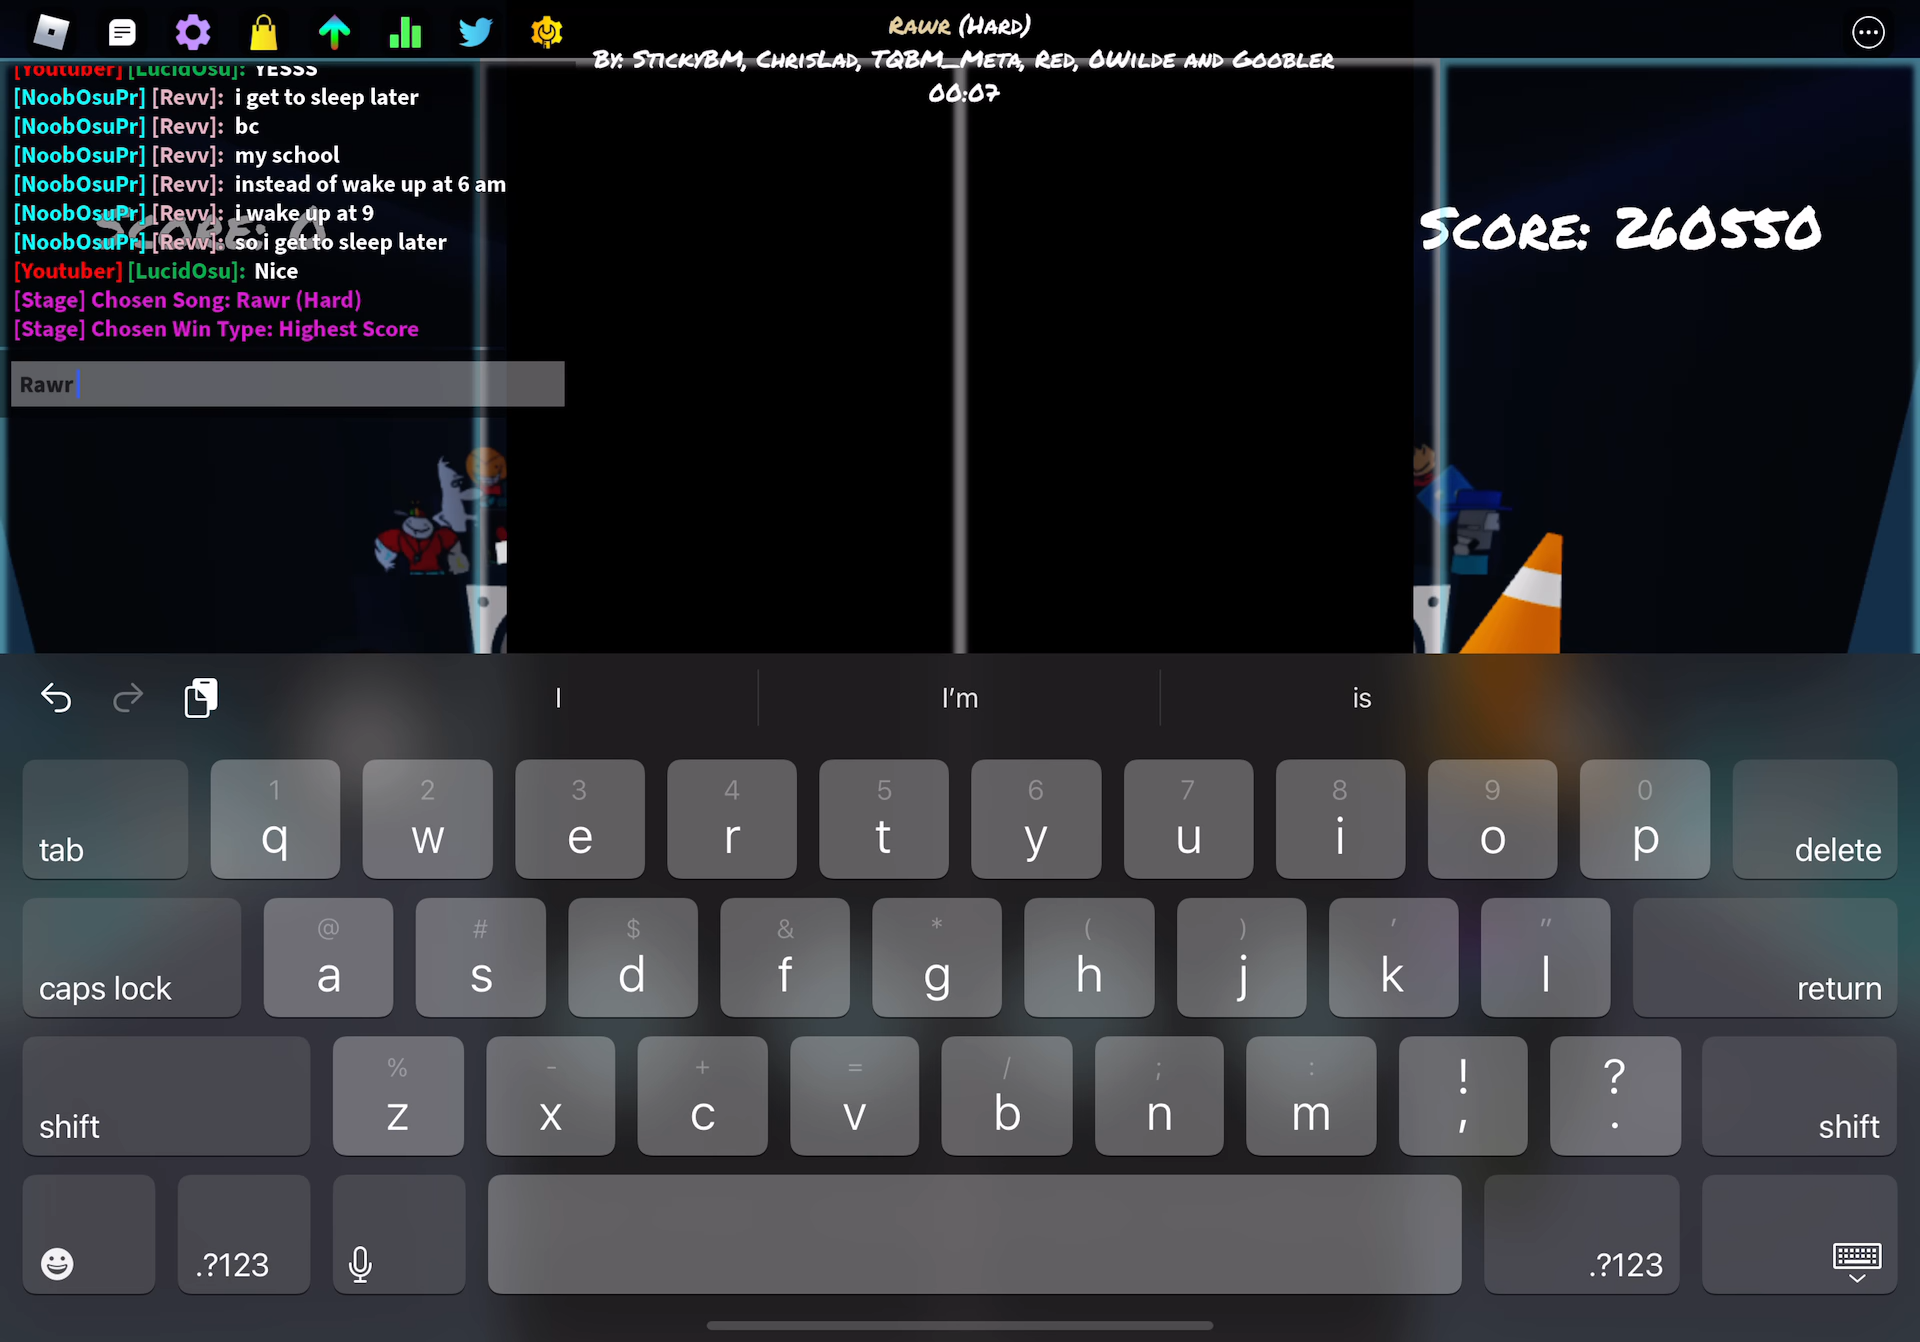 Rawr (Hard)
By: StickyBM, ChrisLad, TQBM_Meta, Red, OWilde and Goobler
00:07
[Youtuber] [LucidOsu]: YESSS
[NoobOsuPr] [Revv]: i get to sleep later
[NoobOsuPr] [Revv]: bc
[NoobOsuPr] [Revv]: my school
[NoobOsuPr] [Revv]: instead of wake up at 6 am
[NoobOsuPr] [Revv]: i wake up at 9
[NoobOsuPr] [Revv]: so i get to sleep later
[Youtuber] [LucidOsu]: Nice
[Stage] Chosen Song: Rawr (Hard)
[Stage] Chosen Win Type: Highest Score
Score: 0
Score: 260550
Rawr
I I'm is
1 2 3 4 5 6 7 8 9 0
tab q w e r t y u i o p delete
@ # $ & * ( ) ' "
caps lock a s d f g h j k l return
% - + = / ; : ! ?
shift z x c v b n m , . shift
.?123 .?123